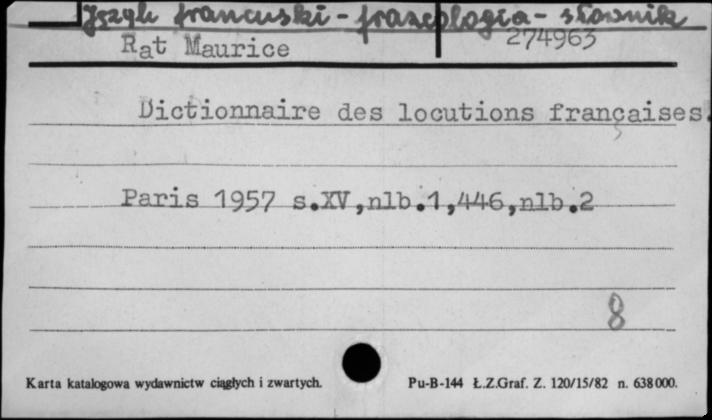 Język francuski - frazeologia - słownik
Rat Maurice 274963
Dictionnaire des locutions françaises.
Paris 1957 s.XV,nlb.1,446,nlb.2
8
Karta katalogowa wydawnictw ciągłych i zwartych. Pu-B-144 Ł.Z.Graf. Z. 120/15/82 n. 638000.